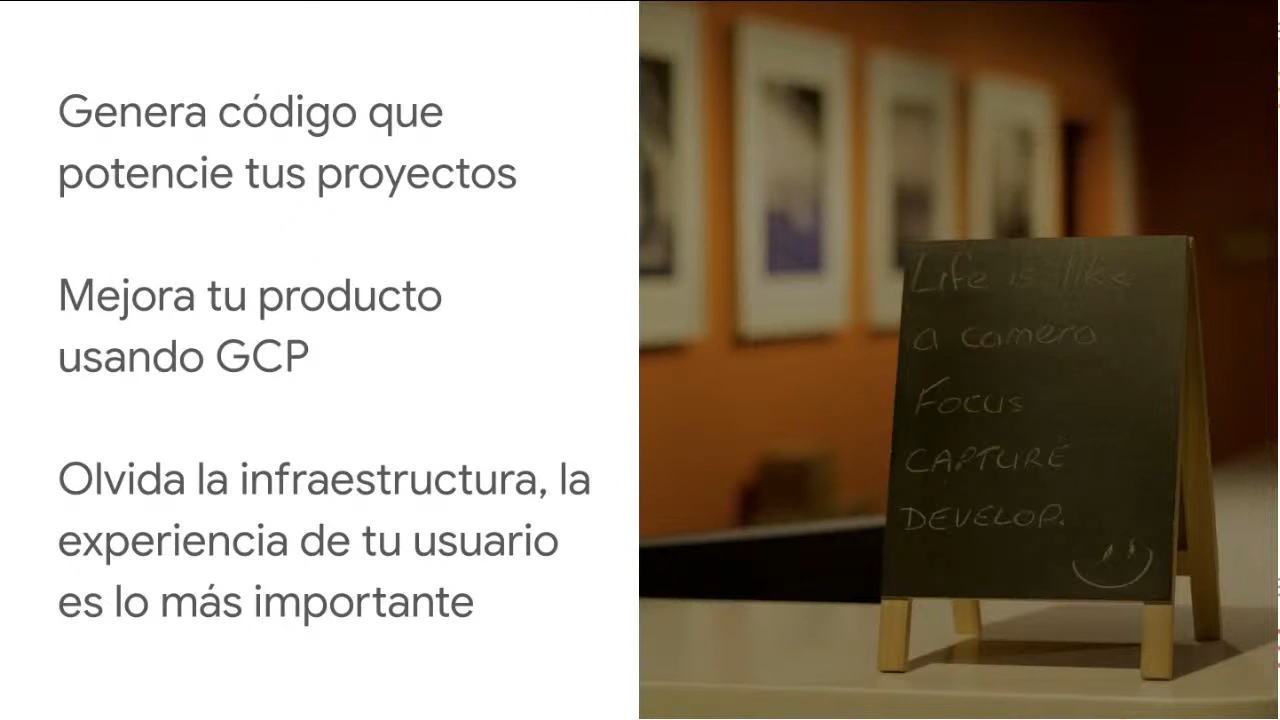 Genera código que
potencie tus proyectos
Mejora tu producto
usando GCP
Olvida la infraestructura, la
experiencia de tu usuario
es lo más importante
Life is like
a camera
Focus
CAPTURE
DEVELOP.